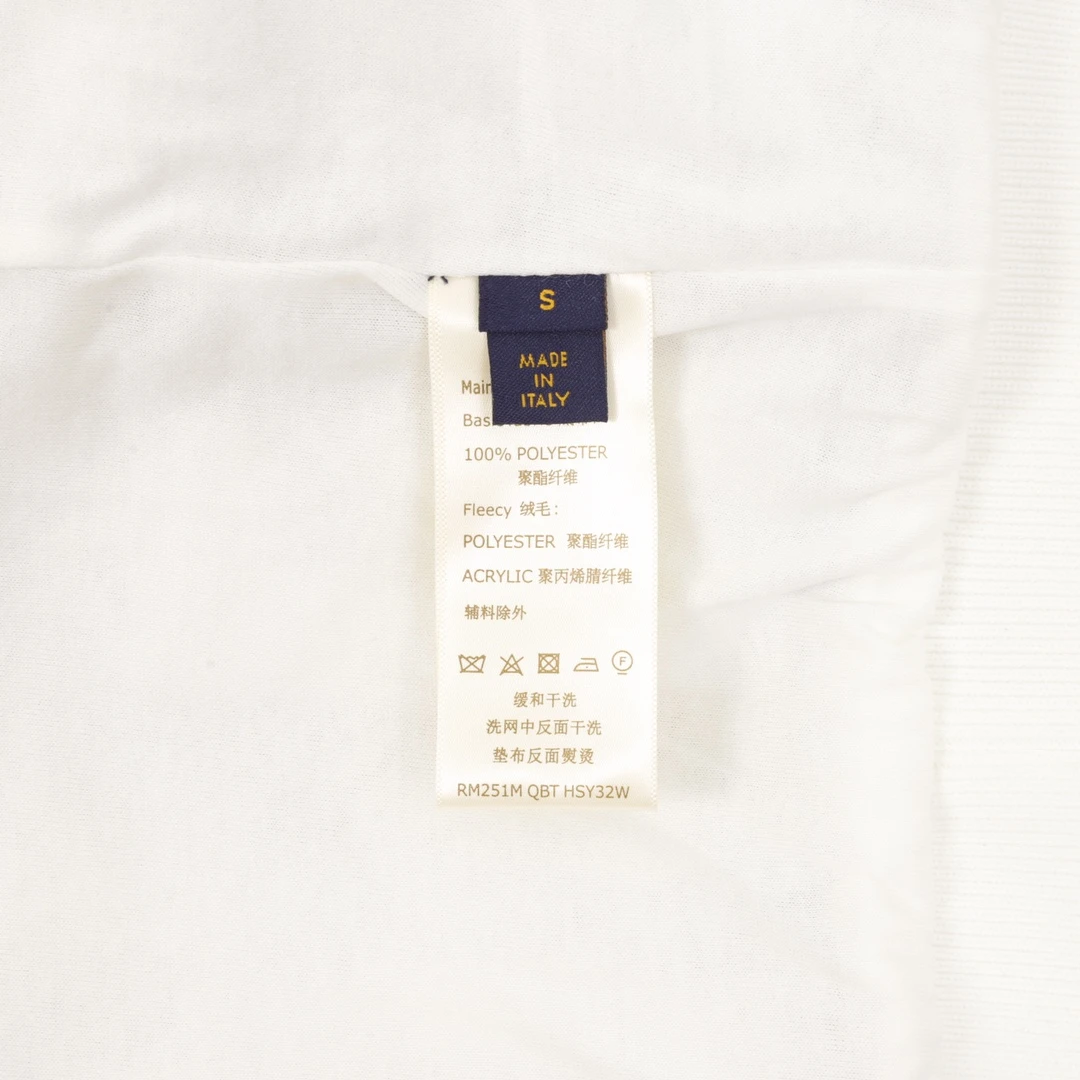 S
MADE
IN
ITALY
100% POLYESTER
聚酯纤维
Fleecy 绒毛:
POLYESTER 聚酯纤维
ACRYLIC 聚丙烯腈纤维
辅料除外
F
缓和干洗
洗网中反面干洗
垫布反面熨烫
RM251M QBT HSY32W